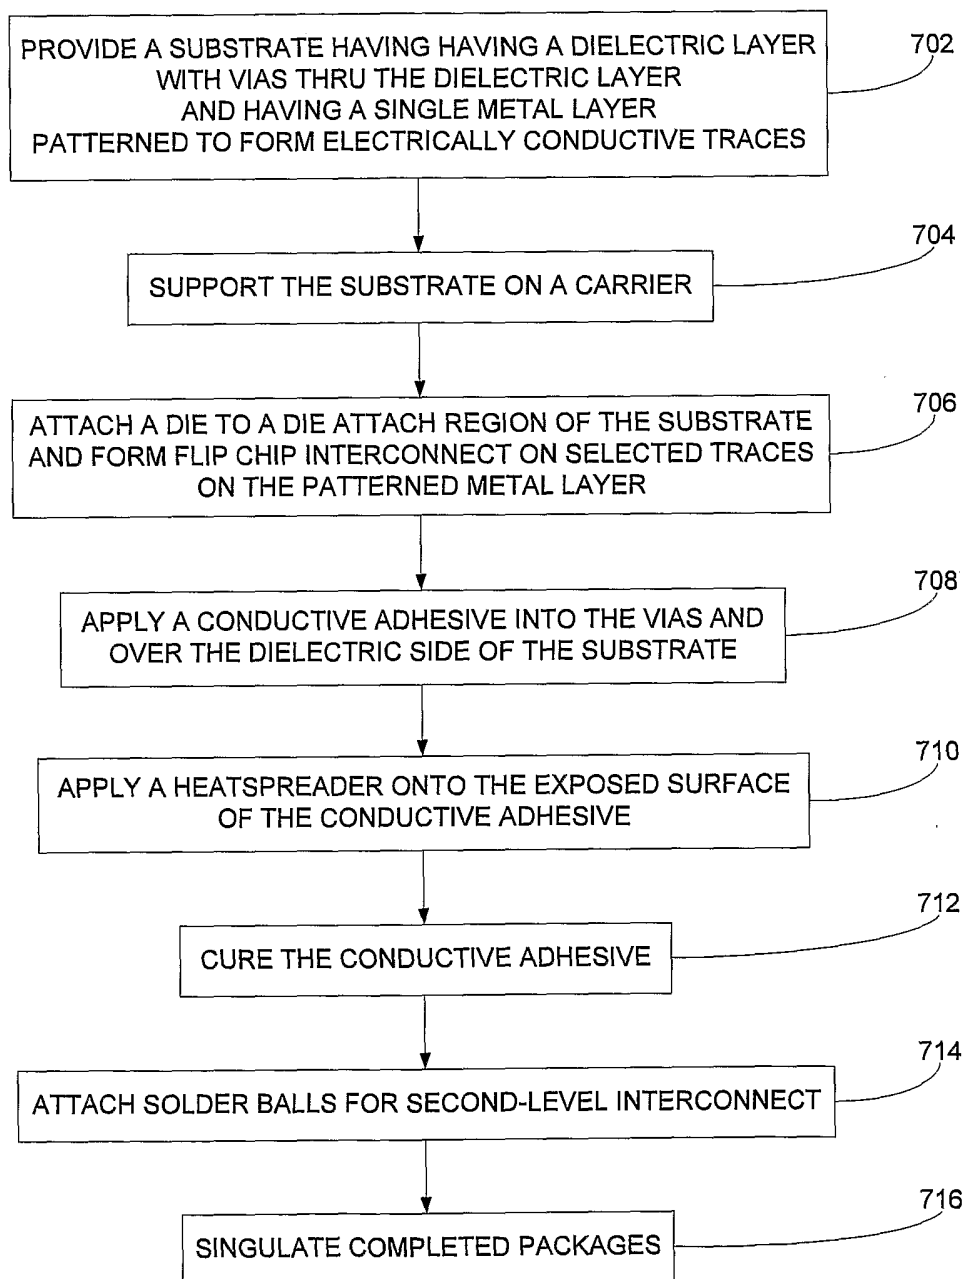 PROVIDE A SUBSTRATE HAVING HAVING A DIELECTRIC LAYER
WITH VIAS THRU THE DIELECTRIC LAYER
AND HAVING A SINGLE METAL LAYER
PATTERNED TO FORM ELECTRICALLY CONDUCTIVE TRACES
702
SUPPORT THE SUBSTRATE ON A CARRIER
704
ATTACH A DIE TO A DIE ATTACH REGION OF THE SUBSTRATE
AND FORM FLIP CHIP INTERCONNECT ON SELECTED TRACES
ON THE PATTERNED METAL LAYER
706
APPLY A CONDUCTIVE ADHESIVE INTO THE VIAS AND
OVER THE DIELECTRIC SIDE OF THE SUBSTRATE
708
APPLY A HEATSPREADER ONTO THE EXPOSED SURFACE
OF THE CONDUCTIVE ADHESIVE
710
CURE THE CONDUCTIVE ADHESIVE
712
ATTACH SOLDER BALLS FOR SECOND-LEVEL INTERCONNECT
714
SINGULATE COMPLETED PACKAGES
716